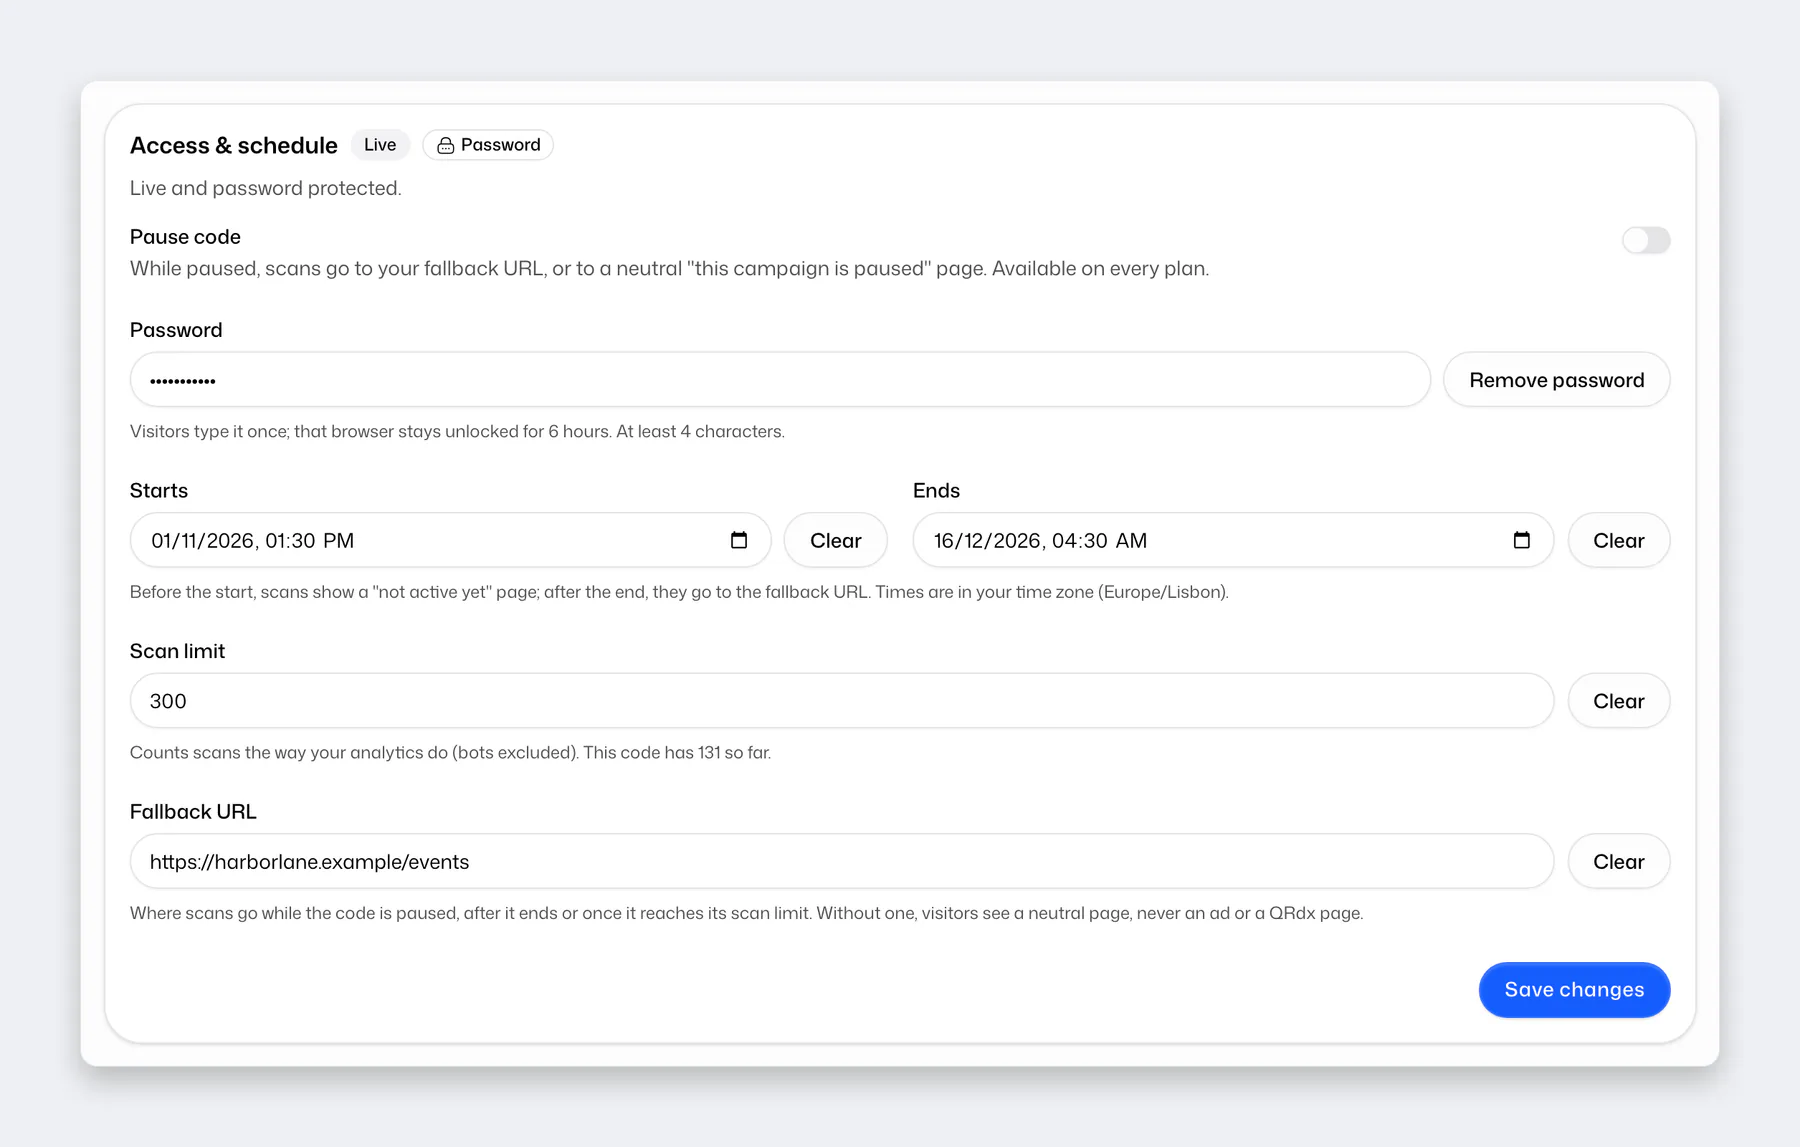 Access & schedule Live Password
Live and password protected.
Pause code
While paused, scans go to your fallback URL, or to a neutral "this campaign is paused" page. Available on every plan.
Password
••••••••••• Remove password
Visitors type it once; that browser stays unlocked for 6 hours. At least 4 characters.
Starts Ends
01/11/2026, 01:30 PM Clear 16/12/2026, 04:30 AM Clear
Before the start, scans show a "not active yet" page; after the end, they go to the fallback URL. Times are in your time zone (Europe/Lisbon).
Scan limit
300 Clear
Counts scans the way your analytics do (bots excluded). This code has 131 so far.
Fallback URL
https://harborlane.example/events Clear
Where scans go while the code is paused, after it ends or once it reaches its scan limit. Without one, visitors see a neutral page, never an ad or a QRdx page.
Save changes